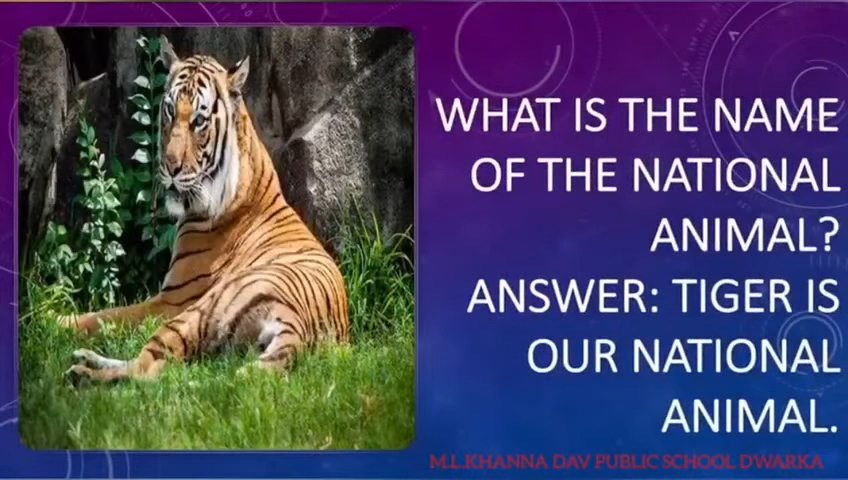 WHAT IS THE NAME
OF THE NATIONAL
ANIMAL?
ANSWER: TIGER IS
OUR NATIONAL
ANIMAL.
M.L.KHANNA DAV PUBLIC SCHOOL DWARKA